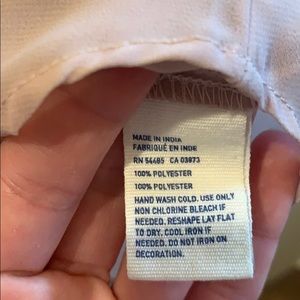 MADE IN INDIA
FABRIQUÉ EN INDE
RN 54485 CA 03973
100% POLYESTER
100% POLYESTER
HAND WASH COLD. USE ONLY
NON CHLORINE BLEACH IF
NEEDED. RESHAPE LAY FLAT
TO DRY. COOL IRON IF
NEEDED. DO NOT IRON ON
DECORATION.